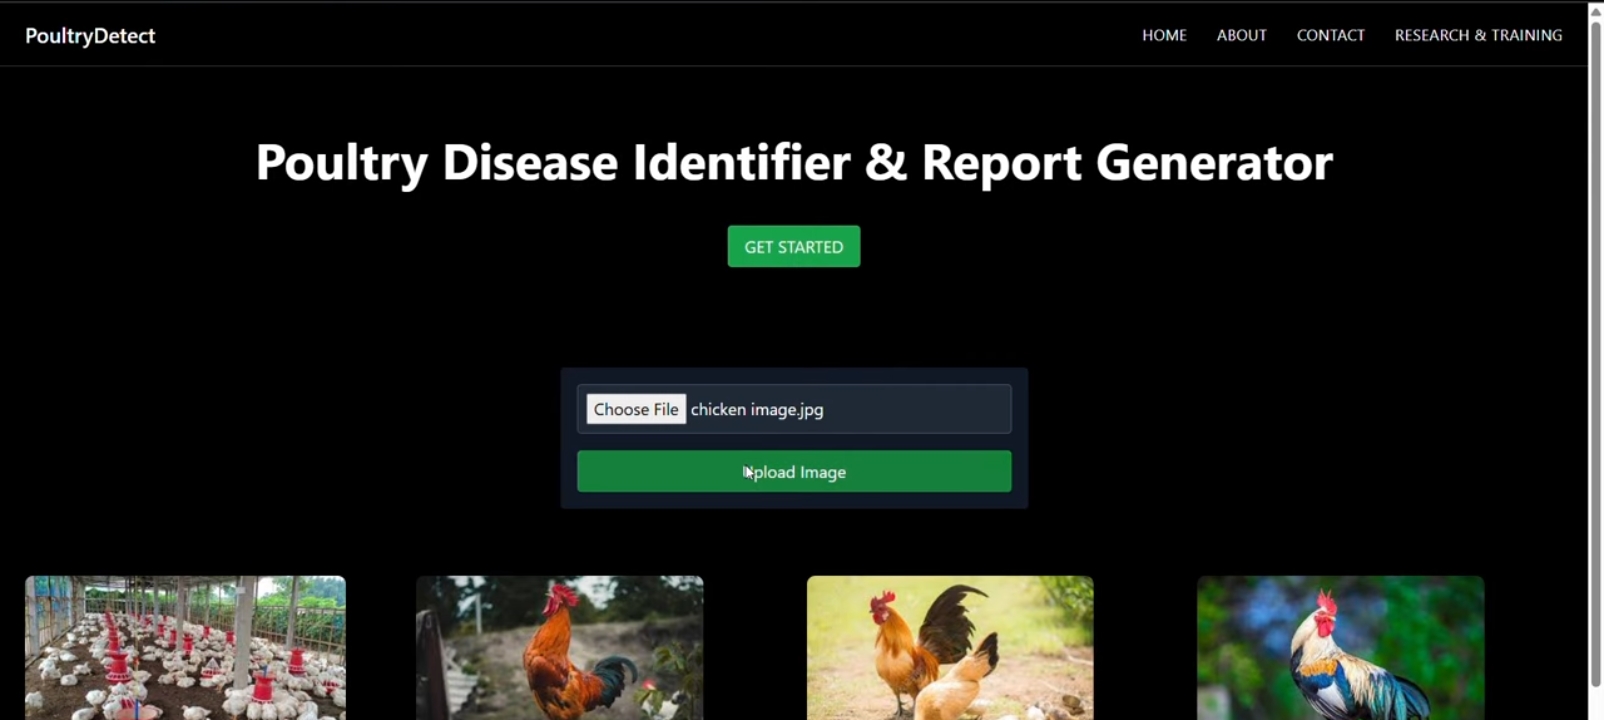 PoultryDetect
HOME ABOUT CONTACT RESEARCH & TRAINING
Poultry Disease Identifier & Report Generator
GET STARTED
Choose File chicken image.jpg
Upload Image